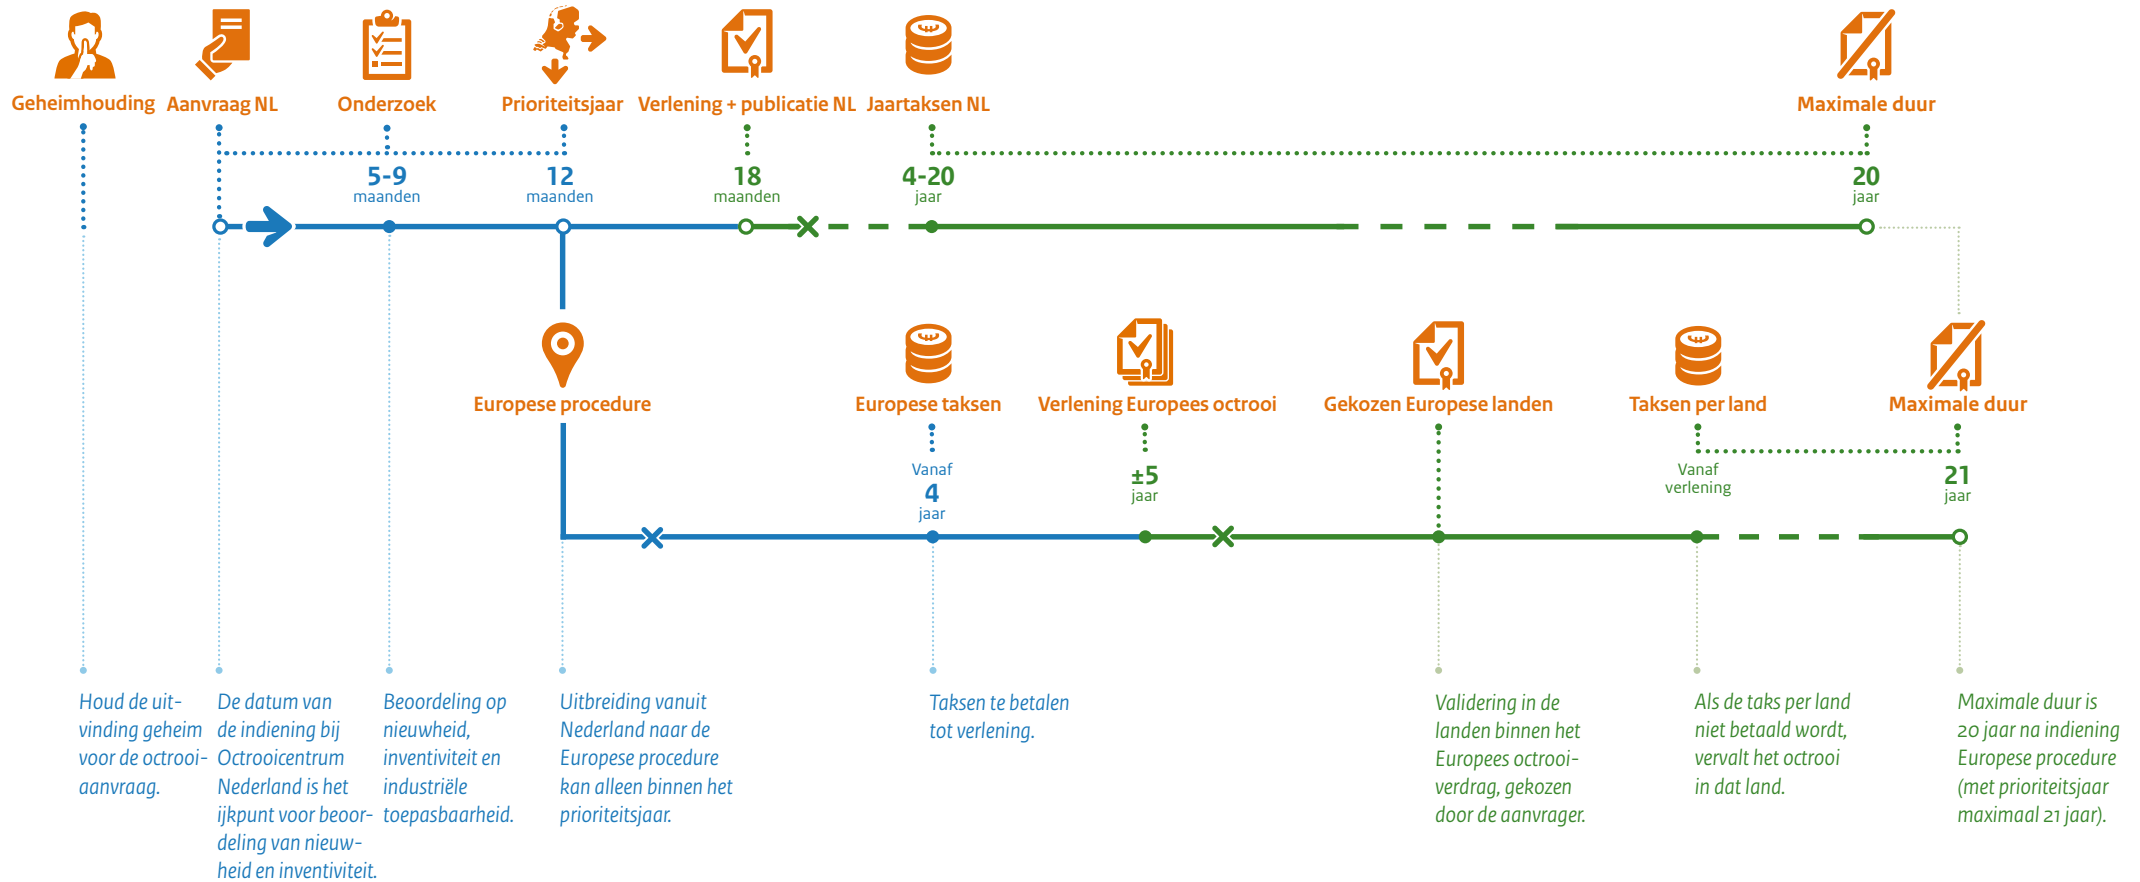 Geheimhouding
Aanvraag NL
Onderzoek
Prioriteitsjaar
Verlening + publicatie NL
Jaartaksen NL
Maximale duur
5-9
maanden
12
maanden
18
maanden
4-20
jaar
20
jaar
Europese procedure
Europese taksen
Verlening Europees octrooi
Gekozen Europese landen
Taksen per land
Maximale duur
Vanaf
4
jaar
±5
jaar
Vanaf
verlening
21
jaar
Houd de uit-
vinding geheim
voor de octrooi-
aanvraag.
De datum van
de indiening bij
Octrooicentrum
Nederland is het
ijkpunt voor beoor-
deling van nieuw-
heid en inventiviteit.
Beoordeling op
nieuwheid,
inventiviteit en
industriële
toepasbaarheid.
Uitbreiding vanuit
Nederland naar de
Europese procedure
kan alleen binnen het
prioriteitsjaar.
Taksen te betalen
tot verlening.
Validering in de
landen binnen het
Europees octrooi-
verdrag, gekozen
door de aanvrager.
Als de taks per land
niet betaald wordt,
vervalt het octrooi
in dat land.
Maximale duur is
20 jaar na indiening
Europese procedure
(met prioriteitsjaar
maximaal 21 jaar).